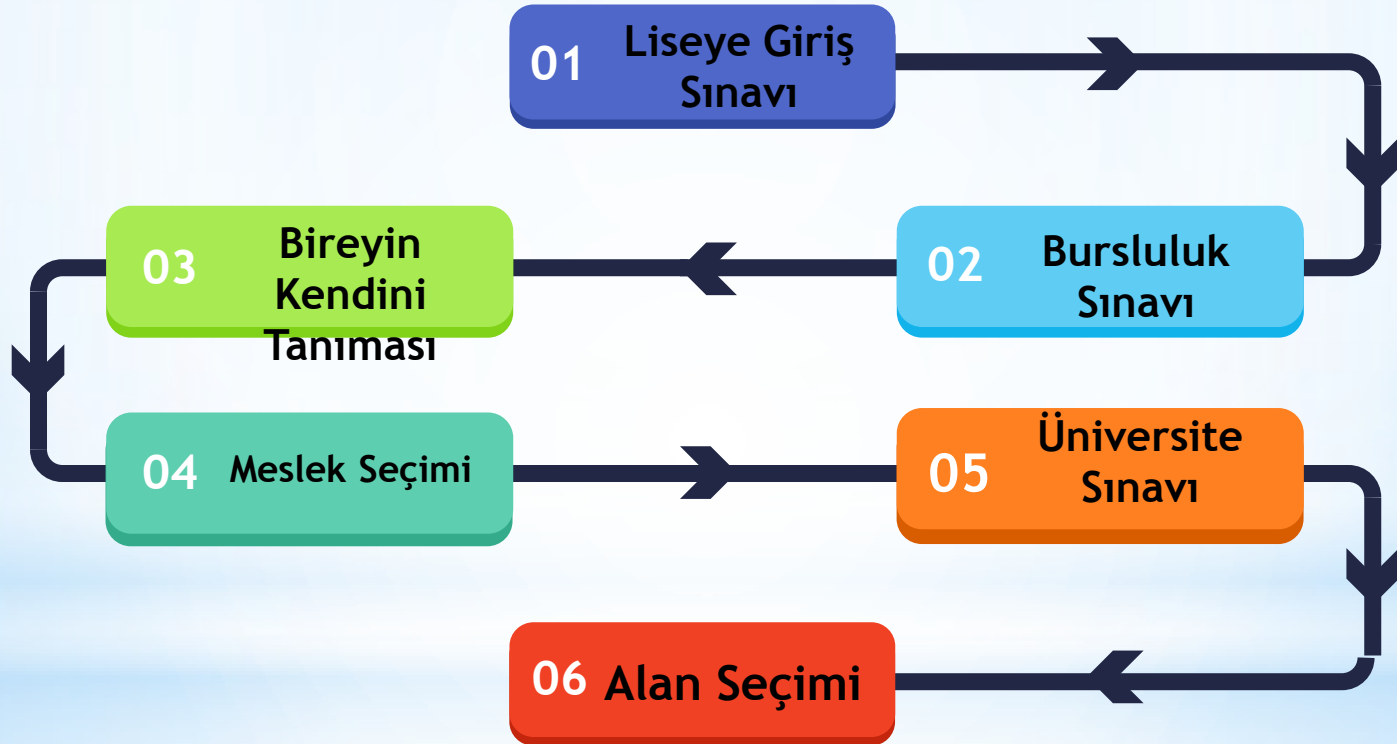 01
Liseye Giriş
Sınavı
02
Bursluluk
Sınavı
03
Bireyin
Kendini
Tanıması
04
Meslek Seçimi
05
Üniversite
Sınavı
06
Alan Seçimi